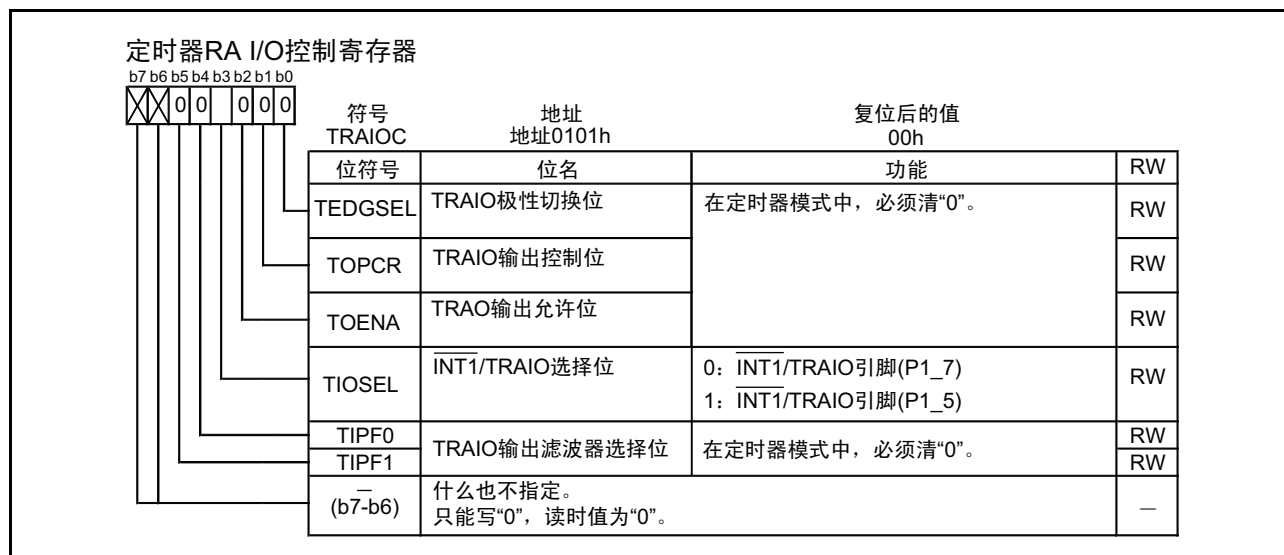 定时器RA I/O控制寄存器
b7 b6 b5 b4 b3 b2 b1 b0
0 0 0 0 0
符号 地址 复位后的值
TRAIOC 地址0101h 00h
位符号 位名 功能 RW
TEDGSEL TRAIO极性切换位 在定时器模式中，必须清“0”。 RW
TOPCR TRAIO输出控制位 RW
TOENA TRAO输出允许位 RW
TIOSEL INT1/TRAIO选择位 0：INT1/TRAIO引脚(P1_7) RW
1：INT1/TRAIO引脚(P1_5)
TIPF0 TRAIO输出滤波器选择位 在定时器模式中，必须清“0”。 RW
TIPF1 RW
— 什么也不指定。 —
(b7-b6) 只能写“0”，读时值为“0”。